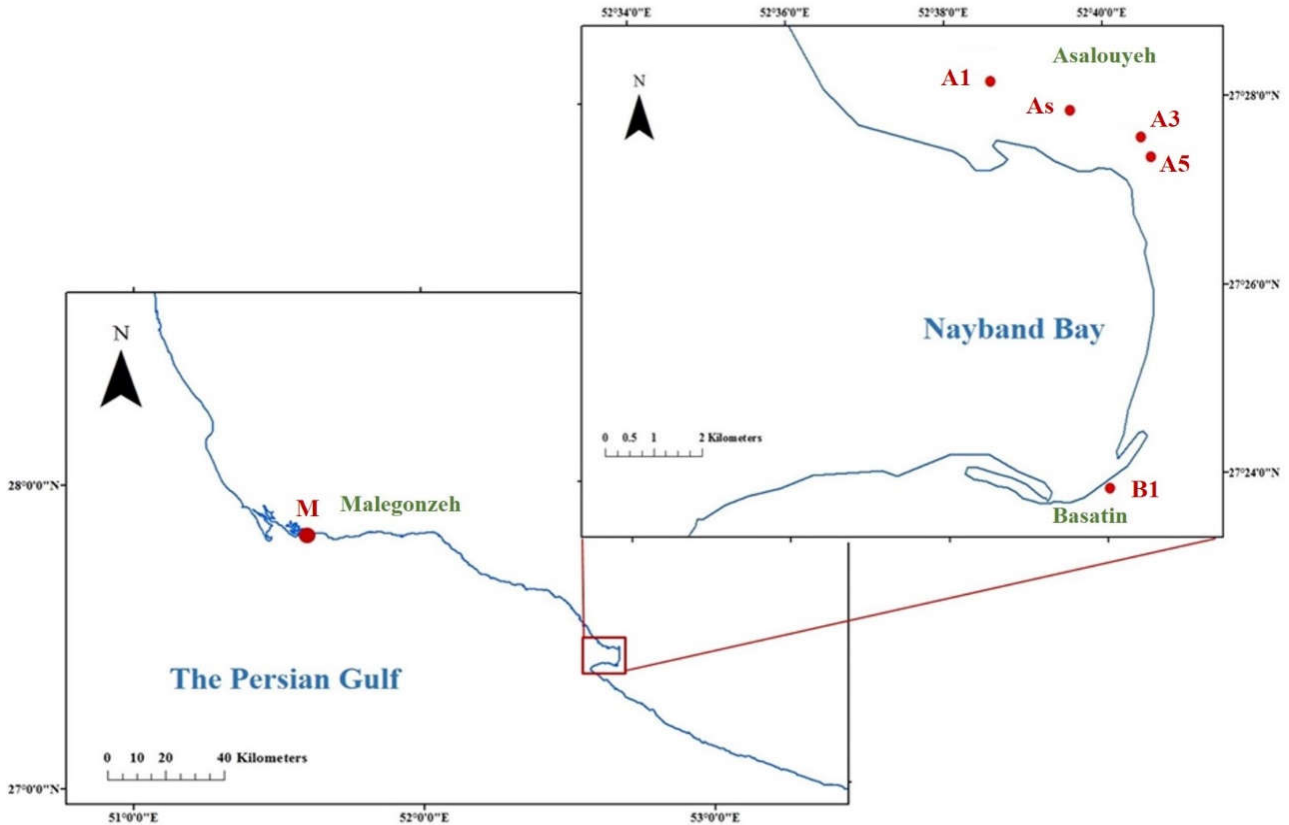 52°34'0"E 52°36'0"E 52°38'0"E 52°40'0"E
Asalouyeh
N
A1
27°28'0"N
As
A3
A5
27°26'0"N
Nayband Bay
0 0.5 1 2 Kilometers
27°24'0"N
B1
Basatin
N
28°0'0"N
M
Malegonzeh
The Persian Gulf
0 10 20 40 Kilometers
27°0'0"N
51°0'0"E 52°0'0"E 53°0'0"E